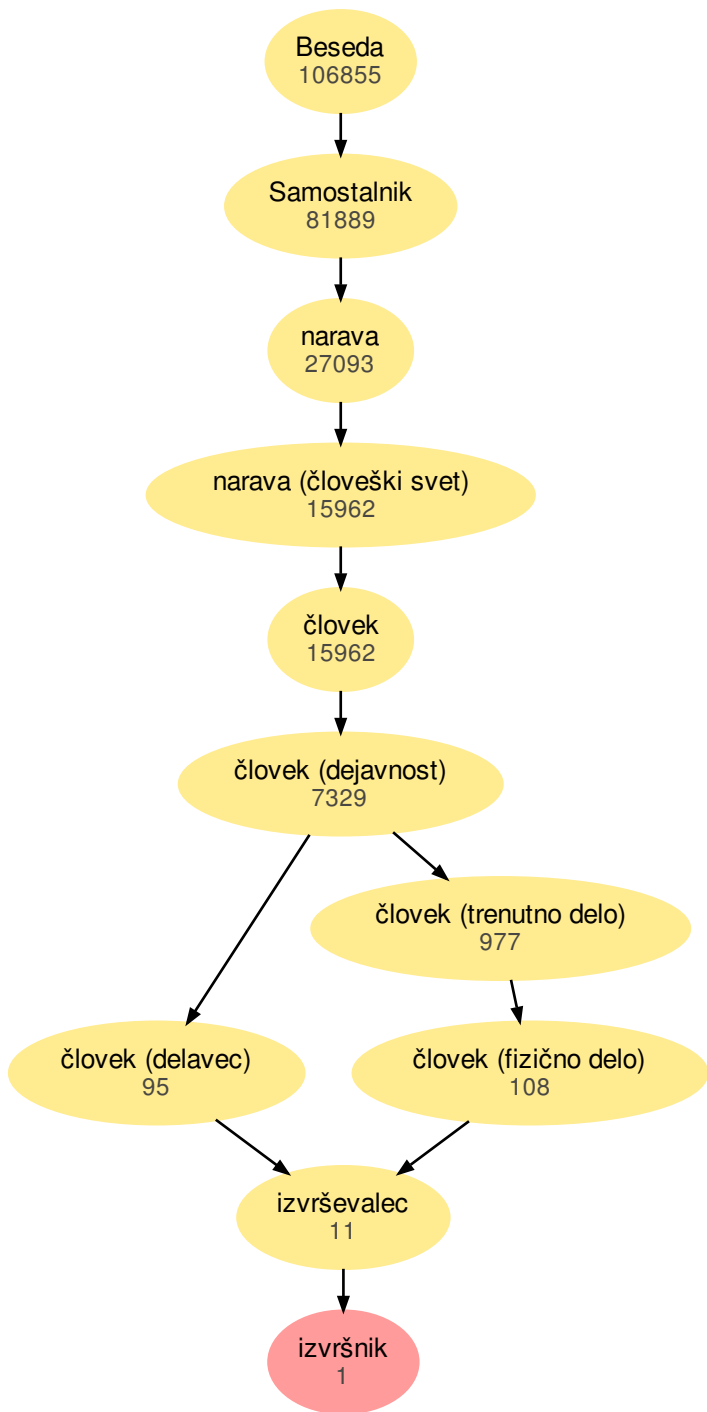 Beseda
106855
Samostalnik
81889
narava
27093
narava (človeški svet)
15962
človek
15962
človek (dejavnost)
7329
človek (trenutno delo)
977
človek (delavec)
95
človek (fizično delo)
108
izvrševalec
11
izvršnik
1